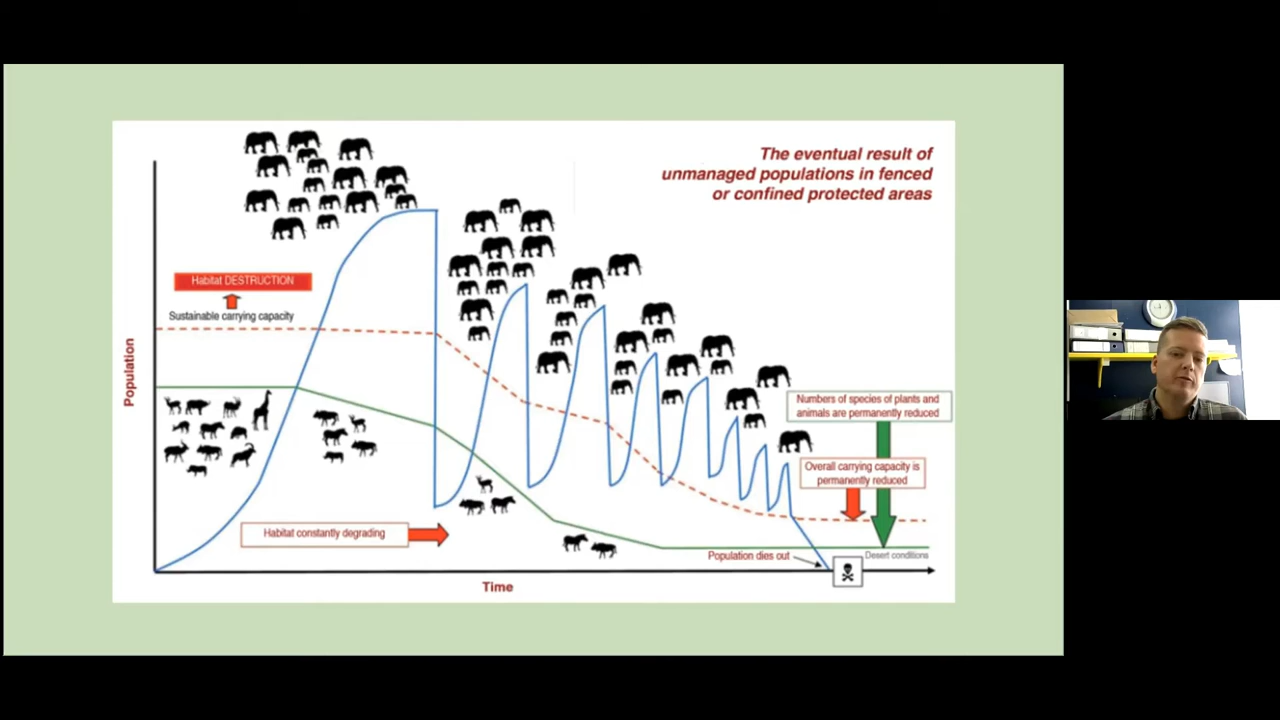 The eventual result of
unmanaged populations in fenced
or confined protected areas
Habitat DESTRUCTION
Sustainable carrying capacity
Population
Numbers of species of plants and
animals are permanently reduced
Overall carrying capacity is
permanently reduced
Habitat constantly degrading
Population dies out
Desert conditions
Time